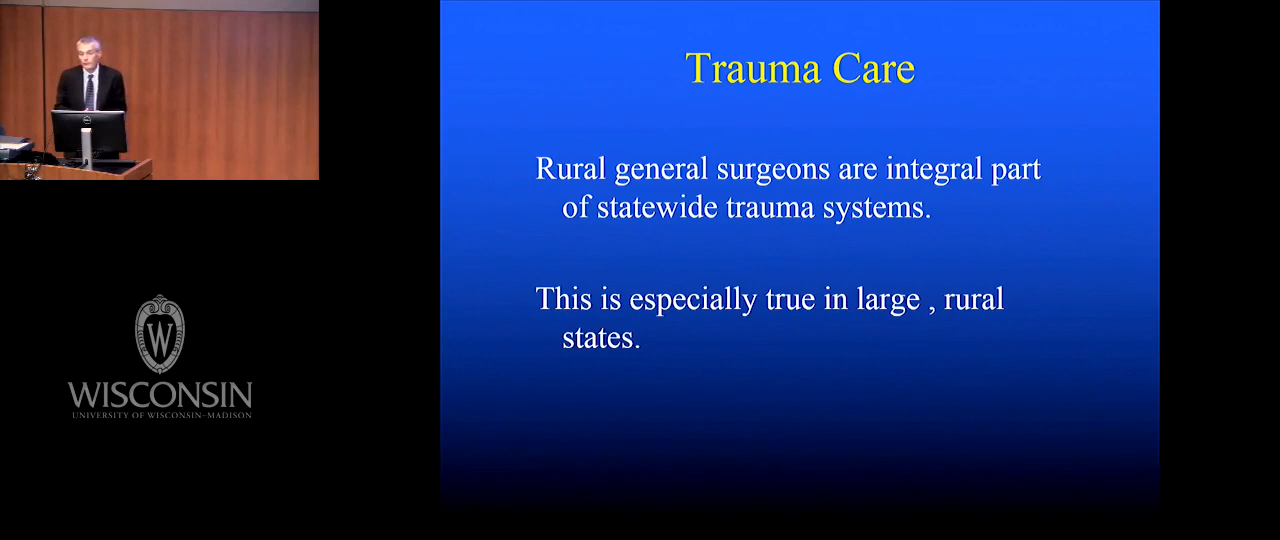 Trauma Care
Rural general surgeons are integral part
of statewide trauma systems.
This is especially true in large , rural
states.
W
WISCONSIN
UNIVERSITY OF WISCONSIN–MADISON